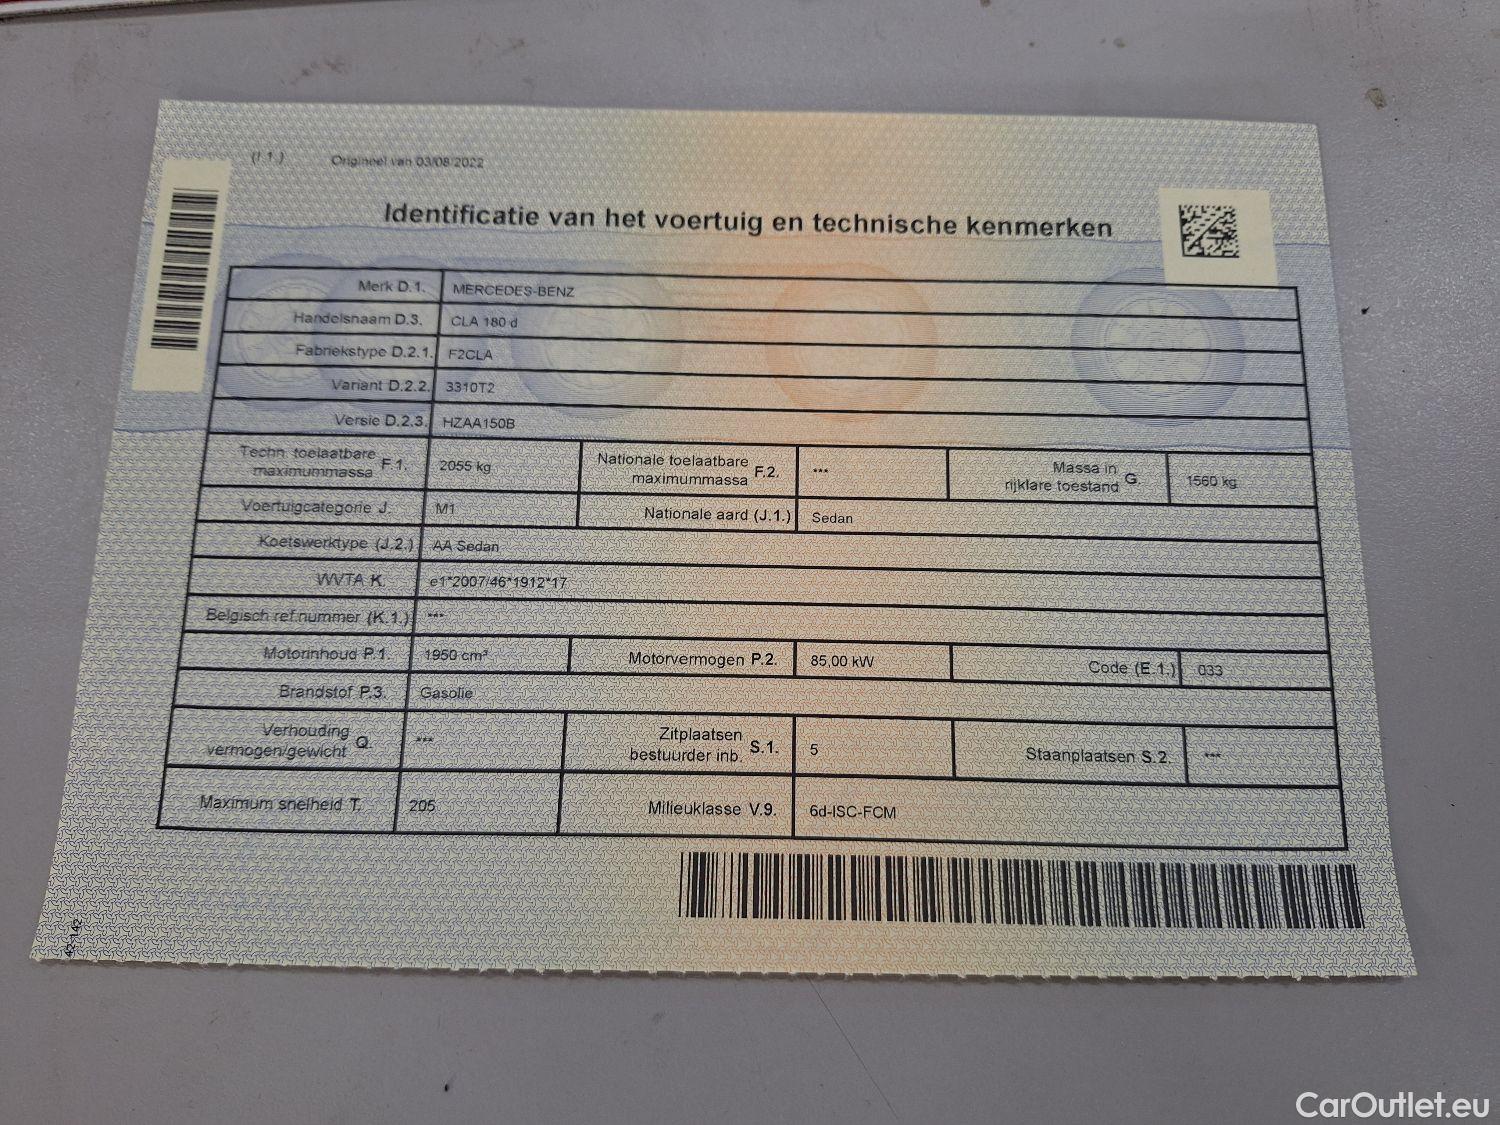 (I.1.) Origineel van 03/08/2022
Identificatie van het voertuig en technische kenmerken
Merk D.1. MERCEDES-BENZ
Handelsnaam D.3. CLA 180 d
Fabriekstype D.2.1. F2CLA
Variant D.2.2. 3310T2
Versie D.2.3. HZAA150B
Techn. toelaatbare maximummassa F.1. 2055 kg Nationale toelaatbare maximummassa F.2. *** Massa in rijklare toestand G. 1560 kg
Voertuigcategorie J. M1 Nationale aard (J.1.) Sedan
Koetswerktype (J.2.) AA Sedan
WVTA K. e1*2007/46*1912*17
Belgisch ref.nummer (K.1.) ***
Motorinhoud P.1. 1950 cm³ Motorvermogen P.2. 85,00 kW Code (E.1.) 033
Brandstof P.3. Gasolie
Verhouding vermogen/gewicht Q. *** Zitplaatsen bestuurder inb. S.1. 5 Staanplaatsen S.2. ***
Maximum snelheid T. 205 Milieuklasse V.9. 6d-ISC-FCM
42-142
CarOutlet.eu